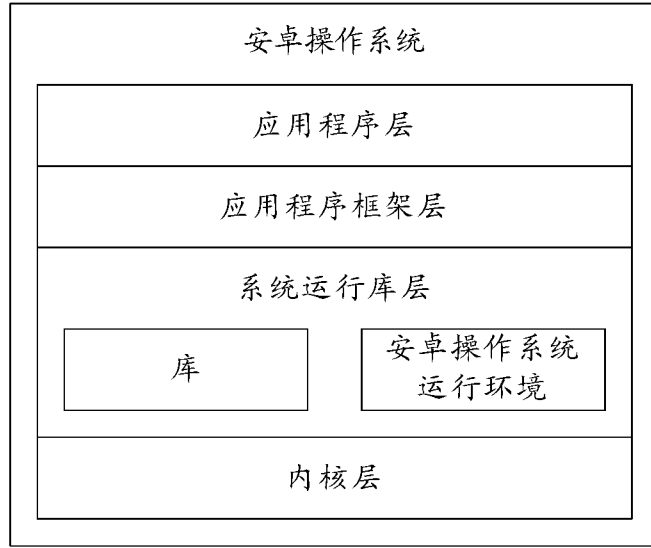 安卓操作系统
应用程序层
应用程序框架层
系统运行库层
库
安卓操作系统
运行环境
内核层